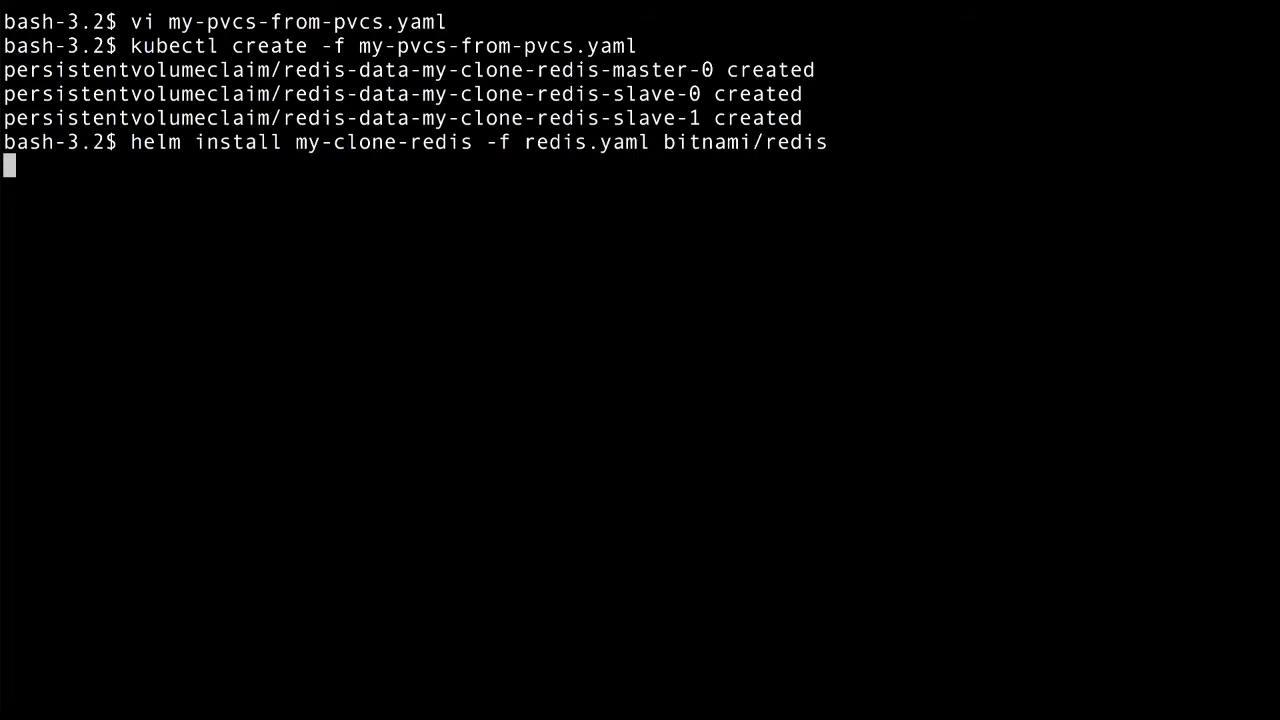 bash-3.2$ vi my-pvcs-from-pvcs.yaml
bash-3.2$ kubectl create -f my-pvcs-from-pvcs.yaml
persistentvolumeclaim/redis-data-my-clone-redis-master-0 created
persistentvolumeclaim/redis-data-my-clone-redis-slave-0 created
persistentvolumeclaim/redis-data-my-clone-redis-slave-1 created
bash-3.2$ helm install my-clone-redis -f redis.yaml bitnami/redis